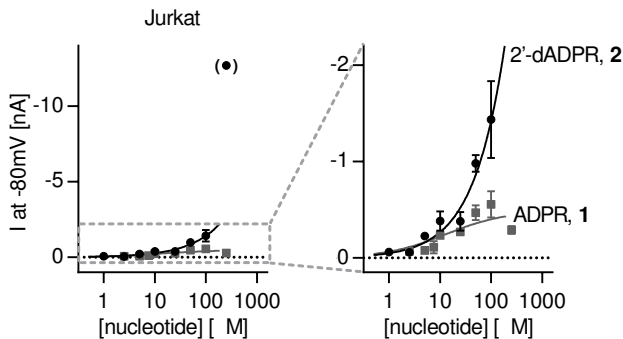 Jurkat
I at -80mV [nA]
-10
-5
0
1 10 100 1000
[nucleotide] [ M]
(•)
-2
-1
0
1 10 100 1000
[nucleotide] [ M]
2'-dADPR, 2
ADPR, 1